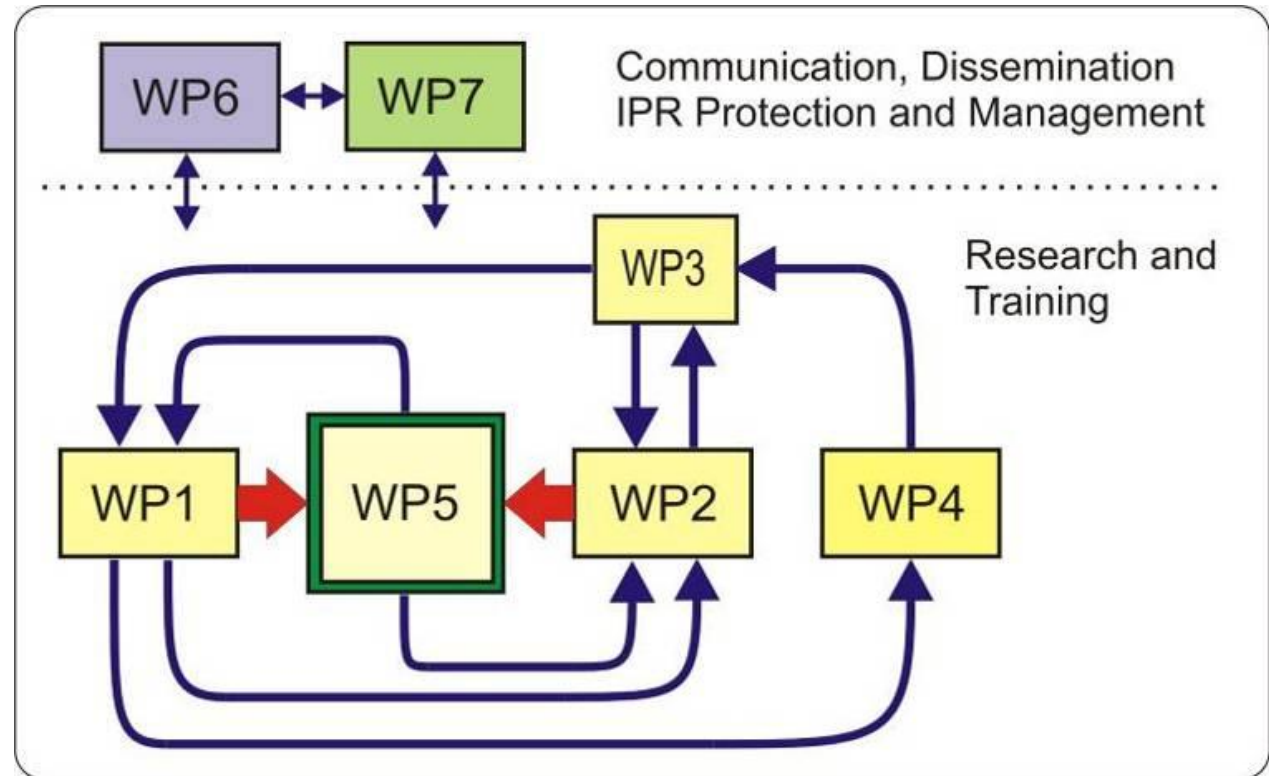 WP6
WP7
Communication, Dissemination
IPR Protection and Management
WP3
Research and
Training
WP1
WP5
WP2
WP4